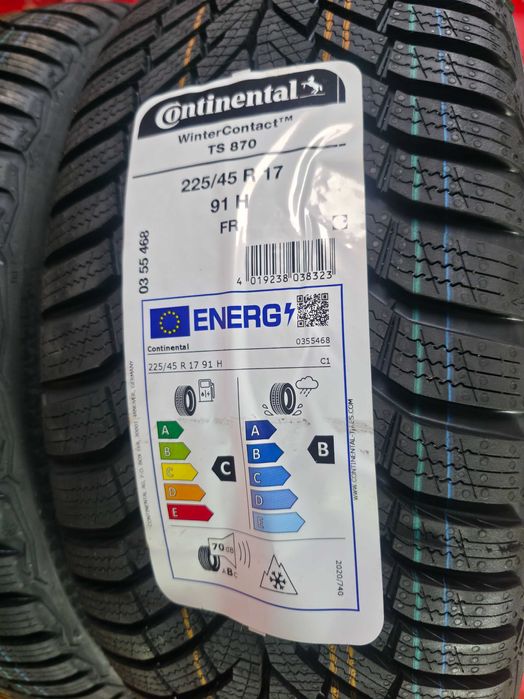 Continental
WinterContact™
TS 870
225/45 R 17
91 H
FR
03 55 468
4 019238 038323
ENERG
Continental
0355468
225/45 R 17 91 H
C1
A
B
C
D
E
C
A
B
C
D
B
70 dB
ABC
2020/740
WWW.CONTINENTAL-TYRES.COM